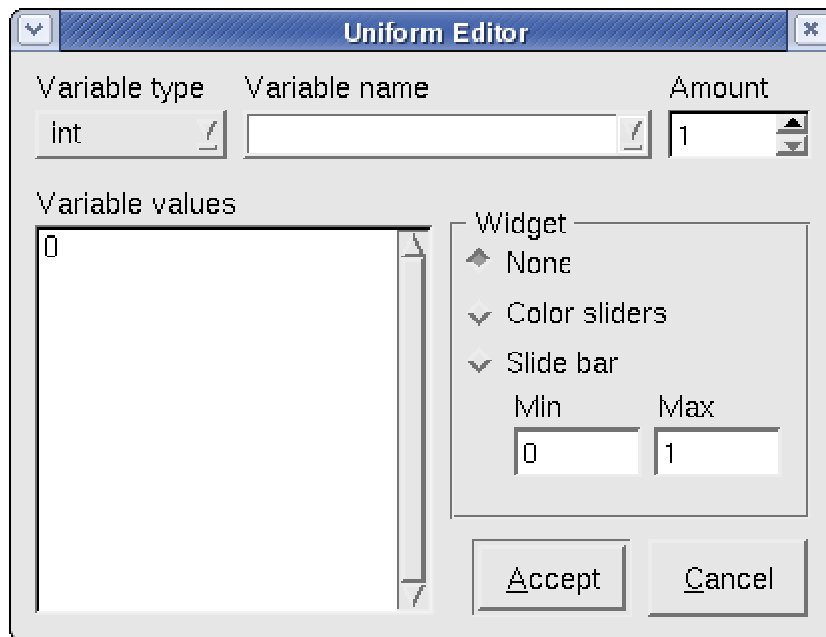 Uniform Editor
Variable type Variable name Amount
int 1
Variable values
0
Widget
None
Color sliders
Slide bar
Min Max
0 1
Accept Cancel